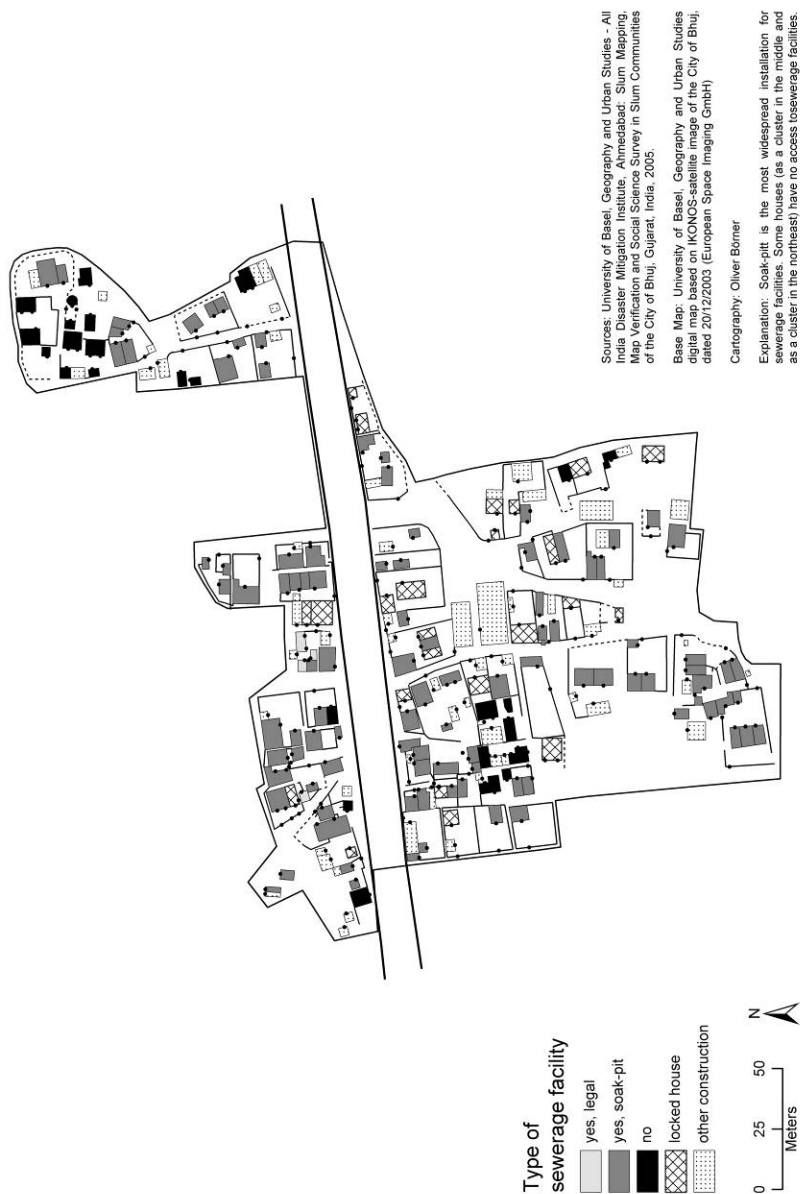 Sources: University of Basel, Geography and Urban Studies - All
India Disaster Mitigation Institute, Ahmedabad: Slum Mapping,
Map Verification and Social Science Survey in Slum Communities
of the City of Bhuj, Gujarat, India, 2005.
Base Map: University of Basel, Geography and Urban Studies
digital map based on IKONOS-satellite image of the City of Bhuj,
dated 20/12/2003 (European Space Imaging GmbH)
Cartography: Oliver Börner
Explanation: Soak-pitt is the most widespread installation for
sewerage facilities. Some houses (as a cluster in the middle and
as a cluster in the northeast) have no access tosewerage facilities.
Type of
sewerage facility
yes, legal
yes, soak-pit
no
locked house
other construction
N
0 25 50
Meters